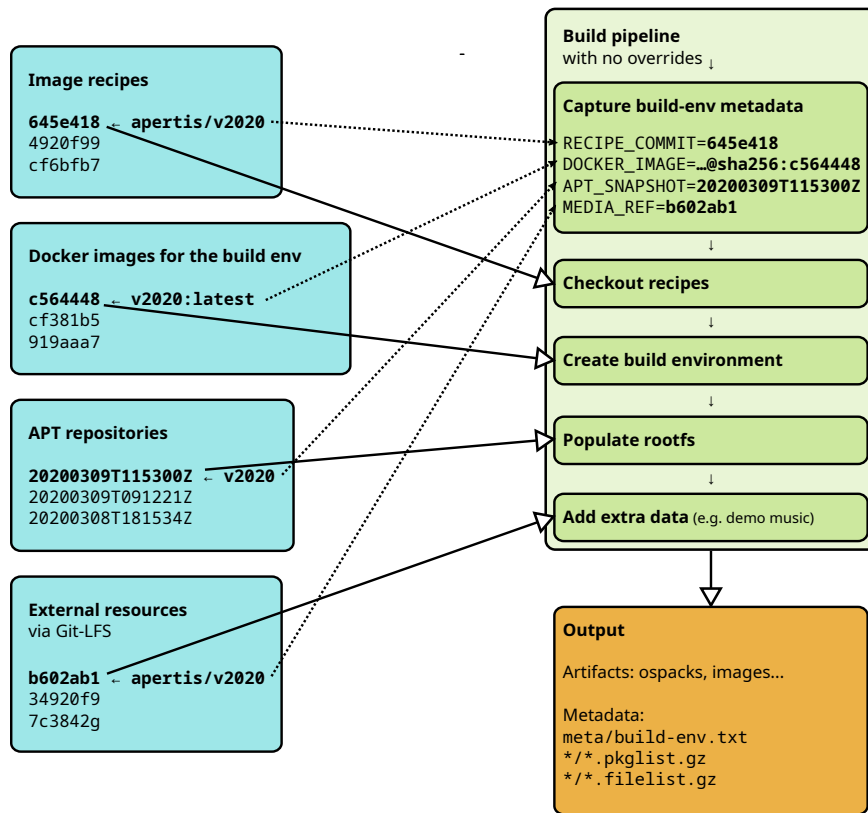 Image recipes
645e418 ← apertis/v2020
4920f99
cf6bfb7
Docker images for the build env
c564448 ← v2020:latest
cf381b5
919aaa7
APT repositories
20200309T115300Z ← v2020
20200309T091221Z
20200308T181534Z
External resources
via Git-LFS
b602ab1 ← apertis/v2020
34920f9
7c3842g
-
Build pipeline
with no overrides ↓
Capture build-env metadata
RECIPE_COMMIT=645e418
DOCKER_IMAGE=…@sha256:c564448
APT_SNAPSHOT=20200309T115300Z
MEDIA_REF=b602ab1
↓
Checkout recipes
↓
Create build environment
↓
Populate rootfs
↓
Add extra data (e.g. demo music)
Output
Artifacts: ospacks, images...
Metadata:
meta/build-env.txt
*/*.pkglist.gz
*/*.filelist.gz